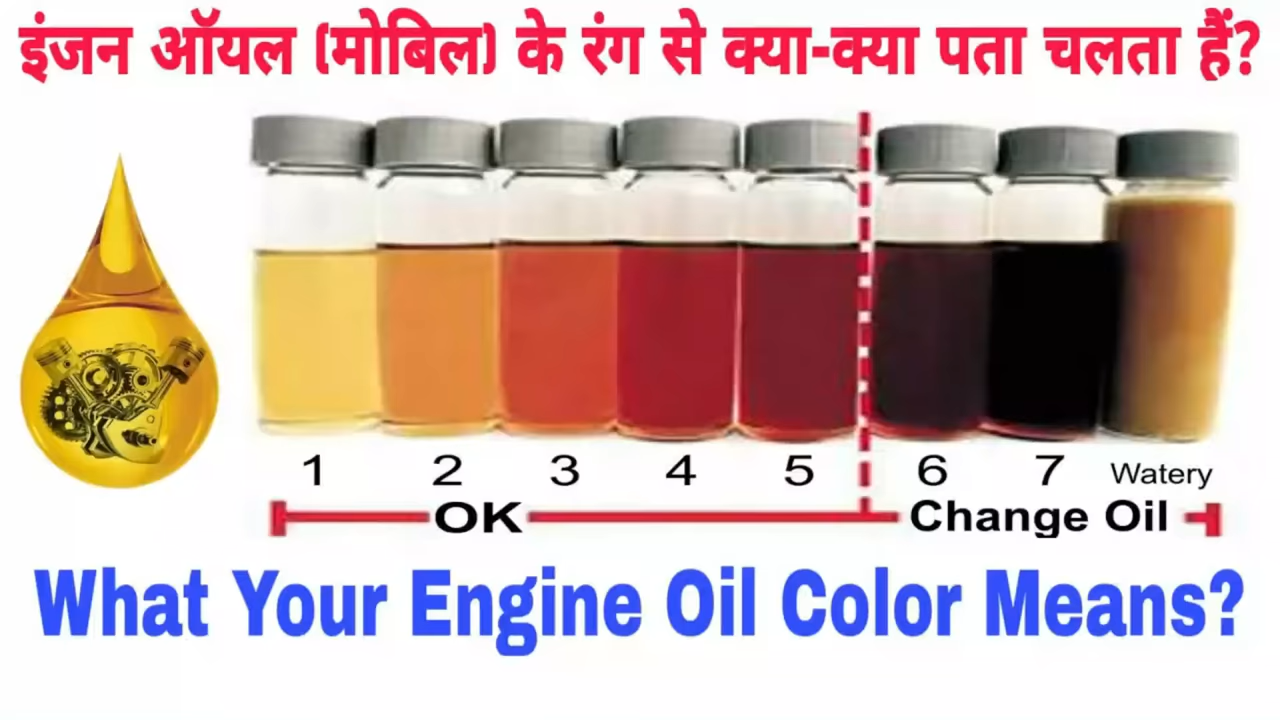 इंजन ऑयल (मोबिल) के रंग से क्या-क्या पता चलता हैं?
1 2 3 4 5 6 7 Watery
OK Change Oil
What Your Engine Oil Color Means?